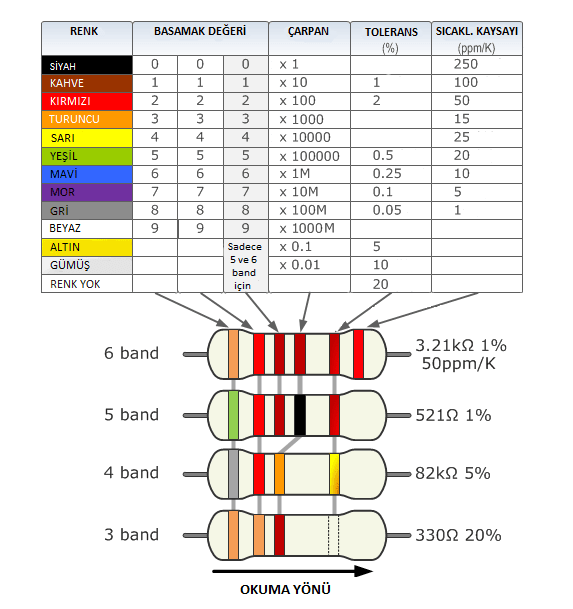 RENK BASAMAK DEĞERİ ÇARPAN TOLERANS (%) SICAKL. KAYSAYI (ppm/K)
SİYAH 0 0 0 x 1 250
KAHVE 1 1 1 x 10 1 100
KIRMIZI 2 2 2 x 100 2 50
TURUNCU 3 3 3 x 1000 15
SARI 4 4 4 x 10000 25
YEŞİL 5 5 5 x 100000 0.5 20
MAVİ 6 6 6 x 1M 0.25 10
MOR 7 7 7 x 10M 0.1 5
GRİ 8 8 8 x 100M 0.05 1
BEYAZ 9 9 9 x 1000M
ALTIN Sadece x 0.1 5
GÜMÜŞ 5 ve 6 band x 0.01 10
RENK YOK için 20
6 band 3.21kΩ 1%
50ppm/K
5 band 521Ω 1%
4 band 82kΩ 5%
3 band 330Ω 20%
OKUMA YÖNÜ